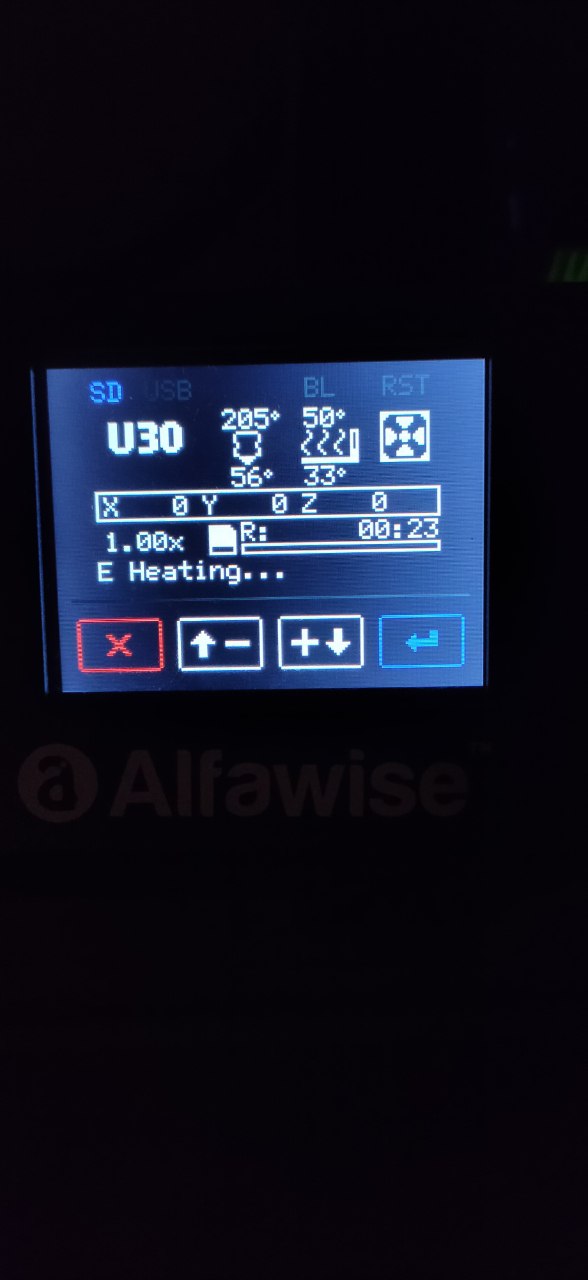 SD USB BL RST
U30 205° 50°
56° 33°
X 0 Y 0 Z 0
1.00x R: 00:23
E Heating...
X ↑− +↓ ↵
a Alfawise